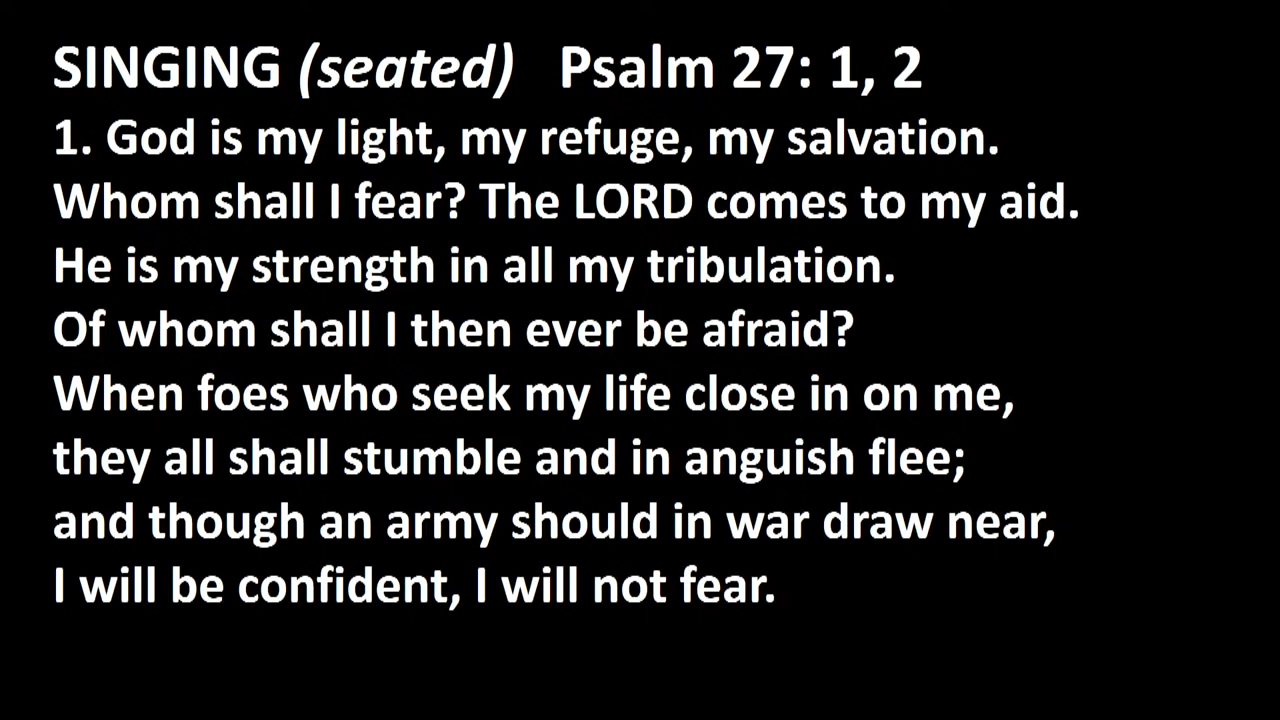 SINGING (seated) Psalm 27: 1, 2
1. God is my light, my refuge, my salvation.
Whom shall I fear? The LORD comes to my aid.
He is my strength in all my tribulation.
Of whom shall I then ever be afraid?
When foes who seek my life close in on me,
they all shall stumble and in anguish flee;
and though an army should in war draw near,
I will be confident, I will not fear.